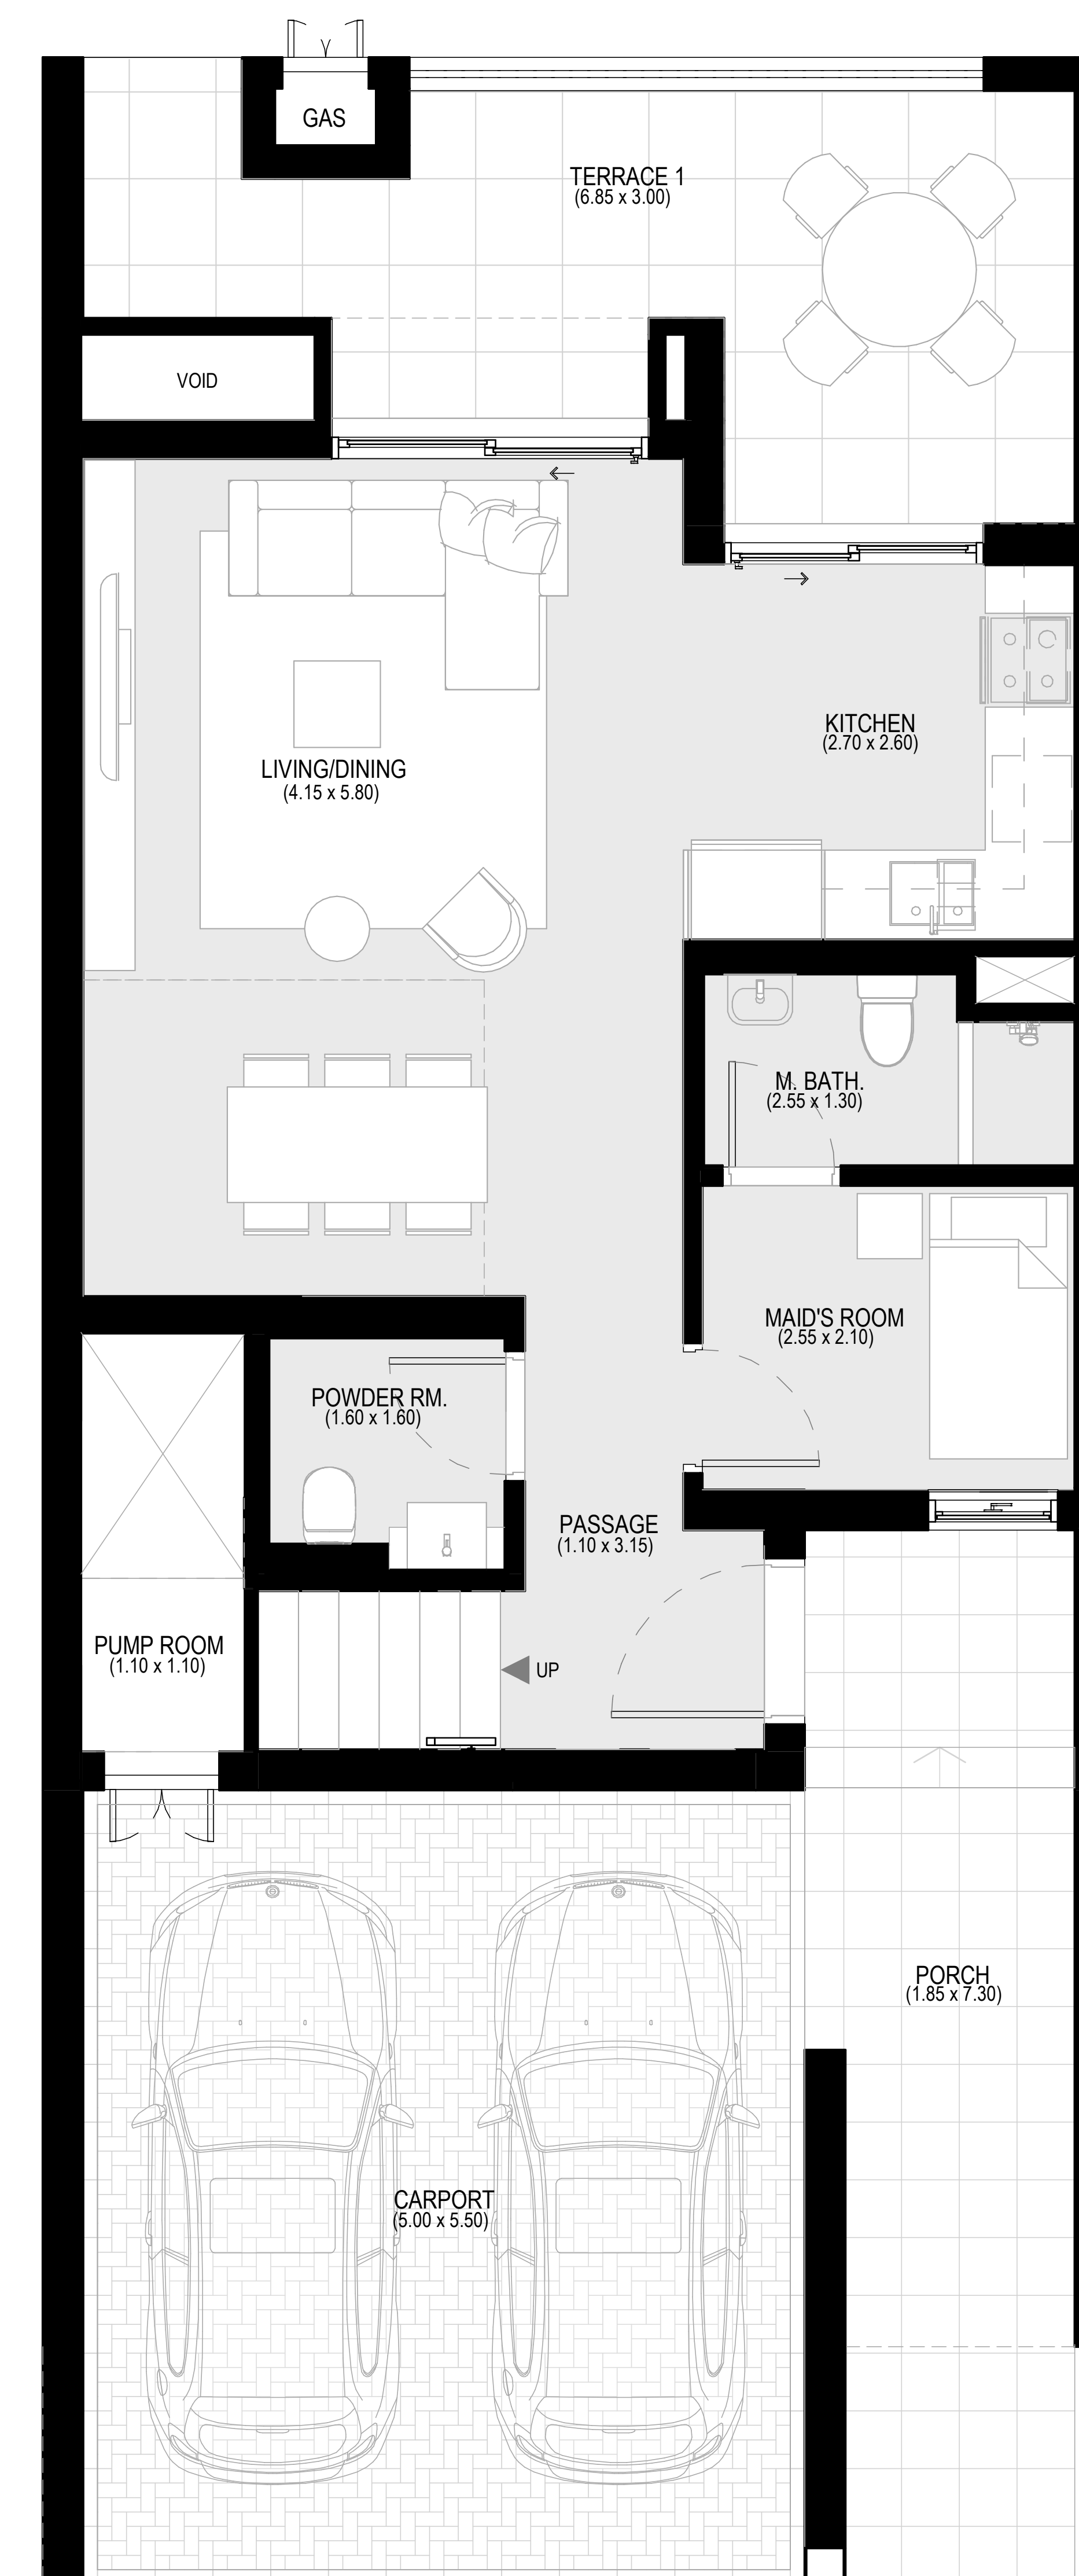 GAS
TERRACE 1
(6.85 x 3.00)
VOID
KITCHEN
(2.70 x 2.60)
LIVING/DINING
(4.15 x 5.80)
M. BATH.
(2.55 x 1.30)
MAID'S ROOM
(2.55 x 2.10)
POWDER RM.
(1.60 x 1.60)
PASSAGE
(1.10 x 3.15)
PUMP ROOM
(1.10 x 1.10)
UP
PORCH
(1.85 x 7.30)
CARPORT
(5.00 x 5.50)